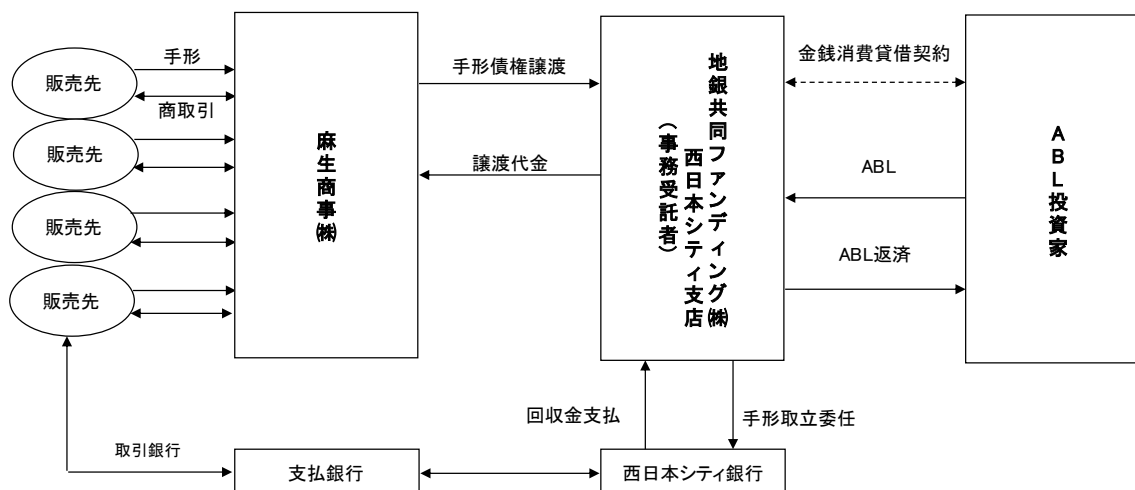 販売先
手形
商取引
販売先
販売先
販売先
麻生商事㈱
手形債権譲渡
譲渡代金
地銀共同ファンディング㈱
西日本シティ支店
（事務受託者）
金銭消費貸借契約
ABL
ABL返済
ＡＢＬ投資家
回収金支払
手形取立委任
取引銀行
支払銀行
西日本シティ銀行